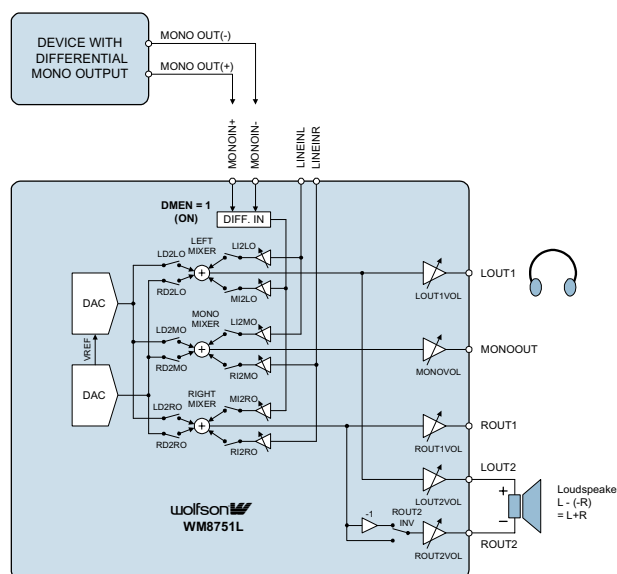 DEVICE WITH
DIFFERENTIAL
MONO OUTPUT
MONO OUT(-)
MONO OUT(+)
MONOIN+
MONOIN-
LINEINL
LINEINR
DMEN = 1
(ON)
DIFF. IN
LEFT
MIXER
LD2LO
RD2LO
LI2LO
MI2LO
LOUT1VOL
LOUT1
DAC
VREF
DAC
MONO
MIXER
LD2MO
RD2MO
LI2MO
RI2MO
MONOVOL
MONOOUT
RIGHT
MIXER
LD2RO
RD2RO
MI2RO
RI2RO
ROUT1VOL
ROUT1
LOUT2VOL
LOUT2
-1
ROUT2
INV
ROUT2VOL
ROUT2
+
−
Loudspeake
L - (-R)
= L+R
wolfson
WM8751L